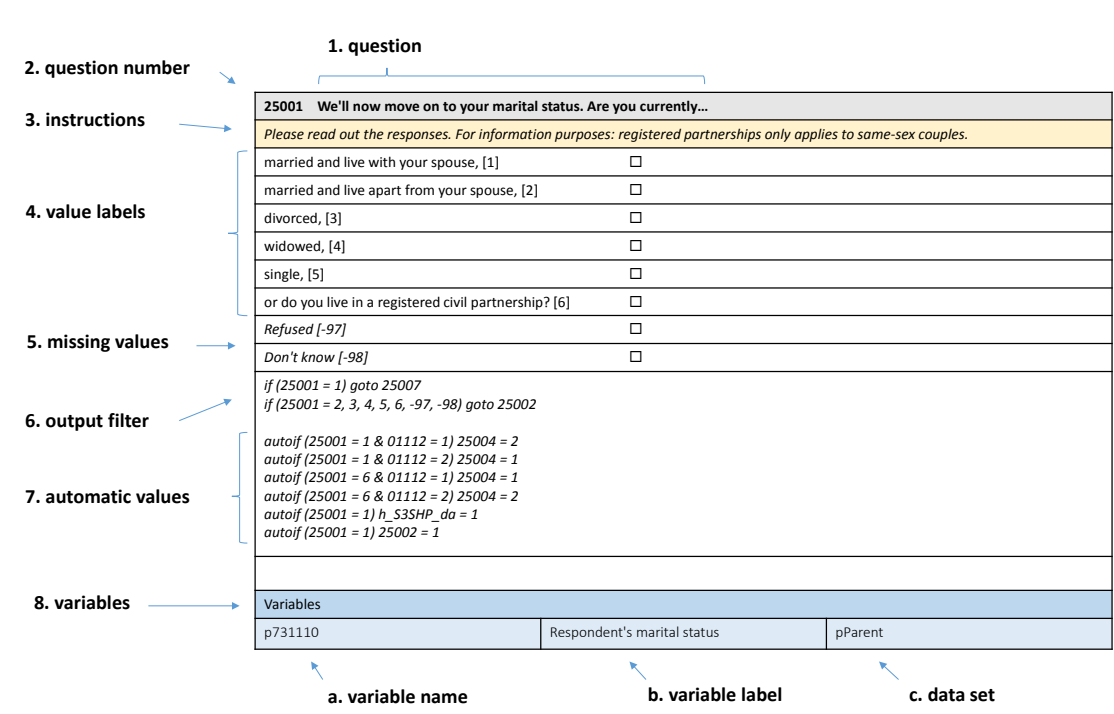 1. question
2. question number
25001 We'll now move on to your marital status. Are you currently…
3. instructions
Please read out the responses. For information purposes: registered partnerships only applies to same-sex couples.
married and live with your spouse, [1]
married and live apart from your spouse, [2]
4. value labels
divorced, [3]
widowed, [4]
single, [5]
or do you live in a registered civil partnership? [6]
Refused [-97]
5. missing values
Don't know [-98]
if (25001 = 1) goto 25007
if (25001 = 2, 3, 4, 5, 6, -97, -98) goto 25002
6. output filter
autoif (25001 = 1 & 01112 = 1) 25004 = 2
autoif (25001 = 1 & 01112 = 2) 25004 = 1
autoif (25001 = 6 & 01112 = 1) 25004 = 1
7. automatic values
autoif (25001 = 6 & 01112 = 2) 25004 = 2
autoif (25001 = 1) h_S3SHP_da = 1
autoif (25001 = 1) 25002 = 1
8. variables
Variables
p731110 Respondent's marital status pParent
a. variable name b. variable label c. data set